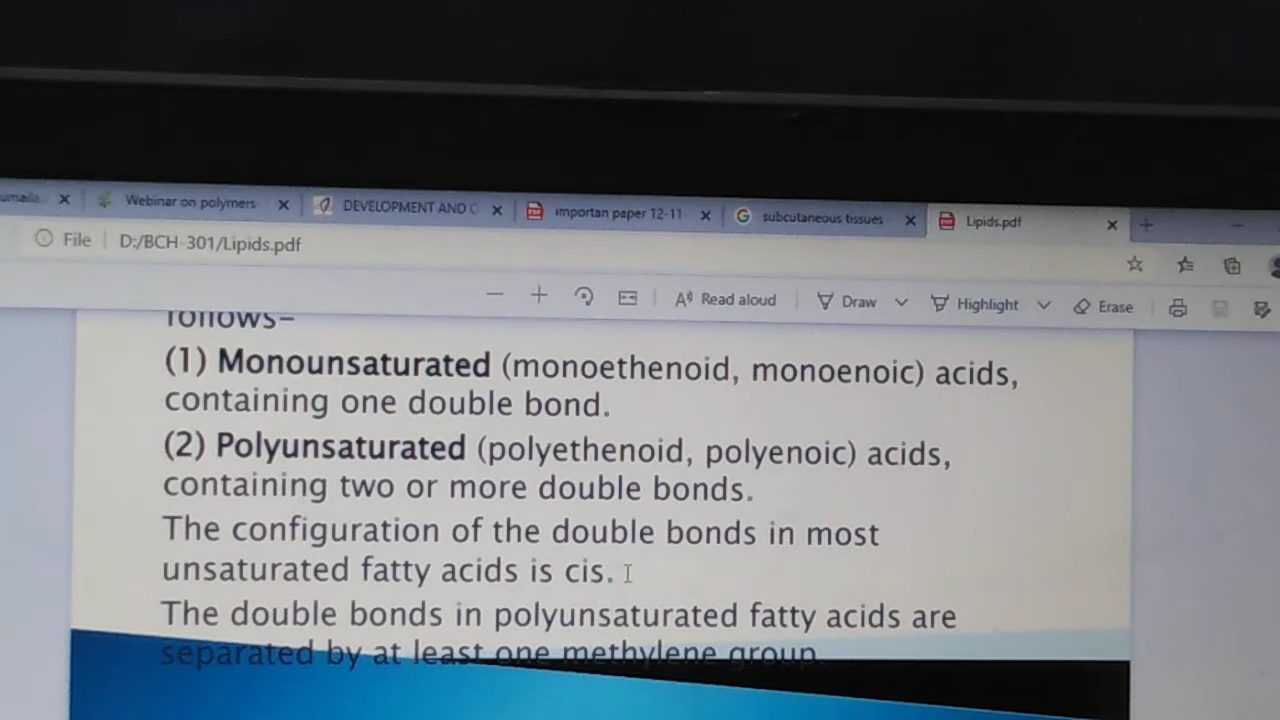 umaila
Webinar on polymers
DEVELOPMENT AND C
importan paper 12-11
subcutaneous tissues
Lipids.pdf
File D:/BCH-301/Lipids.pdf
Read aloud Draw Highlight Erase
follows-
(1) Monounsaturated (monoethenoid, monoenoic) acids,
containing one double bond.
(2) Polyunsaturated (polyethenoid, polyenoic) acids,
containing two or more double bonds.
The configuration of the double bonds in most
unsaturated fatty acids is cis.
The double bonds in polyunsaturated fatty acids are
separated by at least one methylene group.